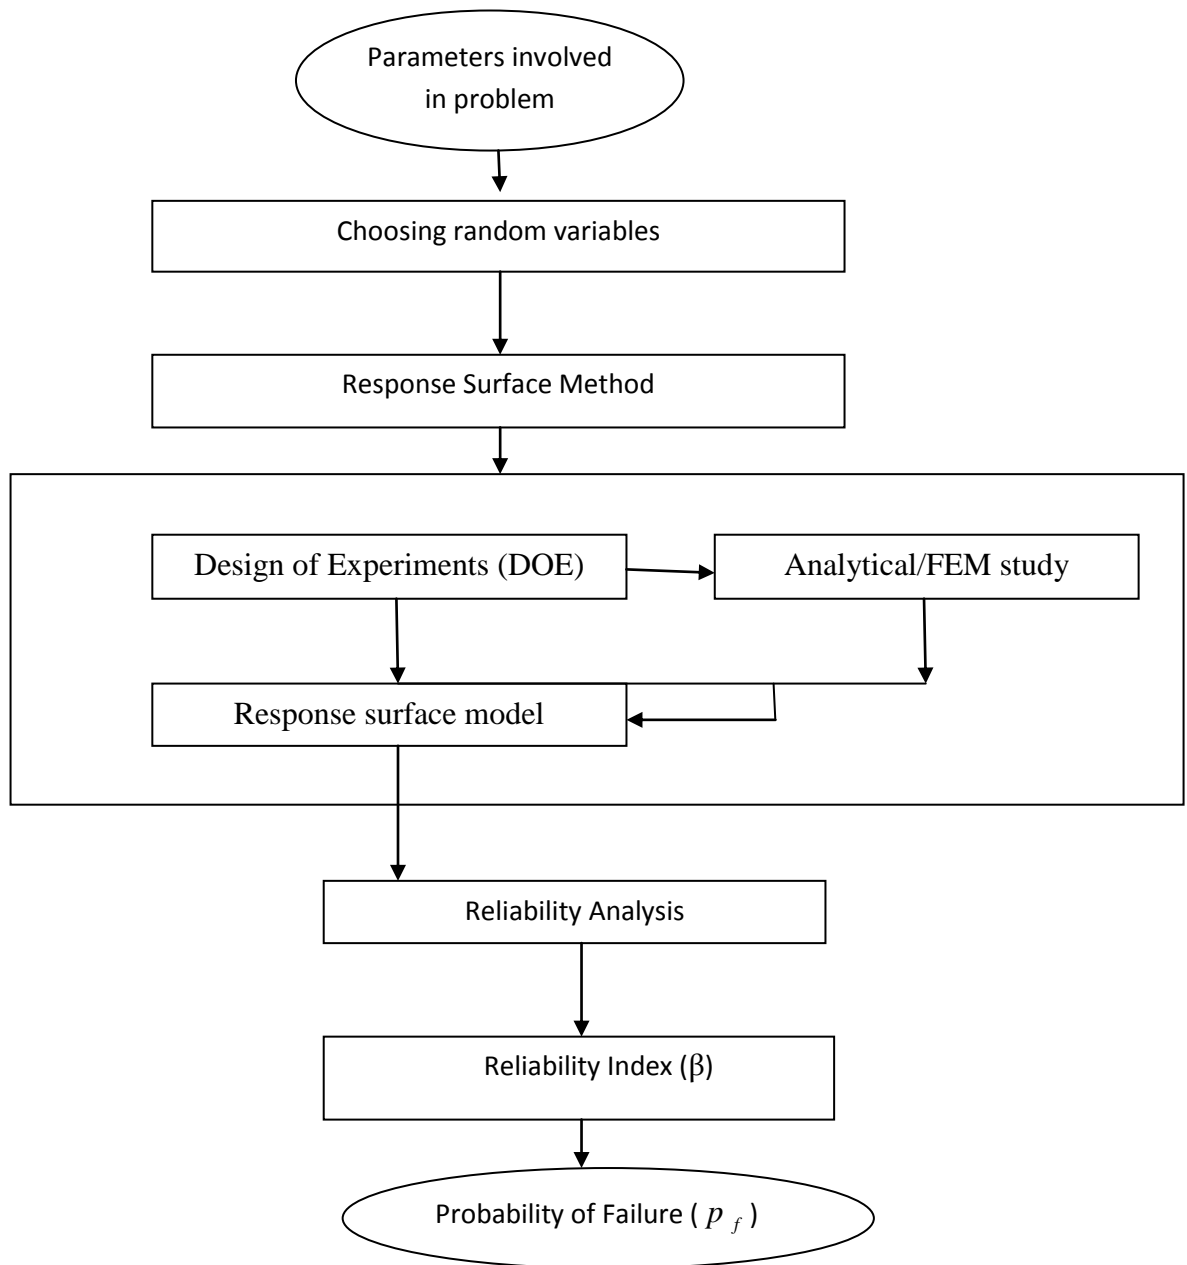 Parameters involved
in problem
Choosing random variables
Response Surface Method
Design of Experiments (DOE)
Analytical/FEM study
Response surface model
Reliability Analysis
Reliability Index (β)
Probability of Failure ( p f )